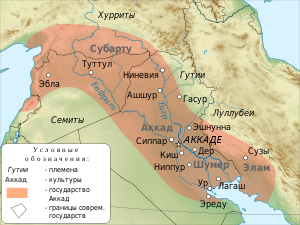 Хурриты
Субарту
Туттул
Ниневия
Гутии
Эбла
Ашшур
Гасур
Евфрат
Тигр
Луллубеи
Семиты
Эшнунна
Аккад
АККАДЕ
Сиппар
Дер
Киш
Сузы
Ниппур
Шумер
Элам
Ур
Лагаш
Эреду
Условные
обозначения:
Гутии - племена
Аккад - культуры
- государство
Аккад
- границы соврем.
государств